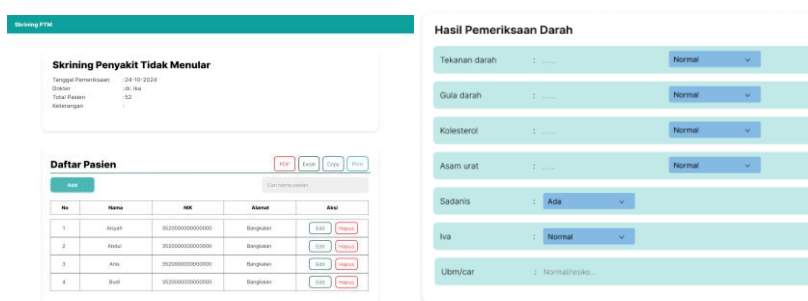 Skrining PTM
Skrining Penyakit Tidak Menular
Tanggal Pemeriksaan :24-10-2024
Dokter :dr. Ika
Total Pasien :52
Keterangan :
Daftar Pasien
PDF Excel Copy Print
Add Cari nama pasien
No Nama NIK Alamat Aksi
1 Aisyah 3520000000000000 Bangkalan Edit Hapus
2 Abdul 3520000000000000 Bangkalan Edit Hapus
3 Anis 3520000000000000 Bangkalan Edit Hapus
4 Budi 3520000000000000 Bangkalan Edit Hapus
Hasil Pemeriksaan Darah
Tekanan darah : ...... Normal
Gula darah : ...... Normal
Kolesterol : ...... Normal
Asam urat : ...... Normal
Sadanis : Ada
Iva : Normal
Ubm/car : Normal/resiko...